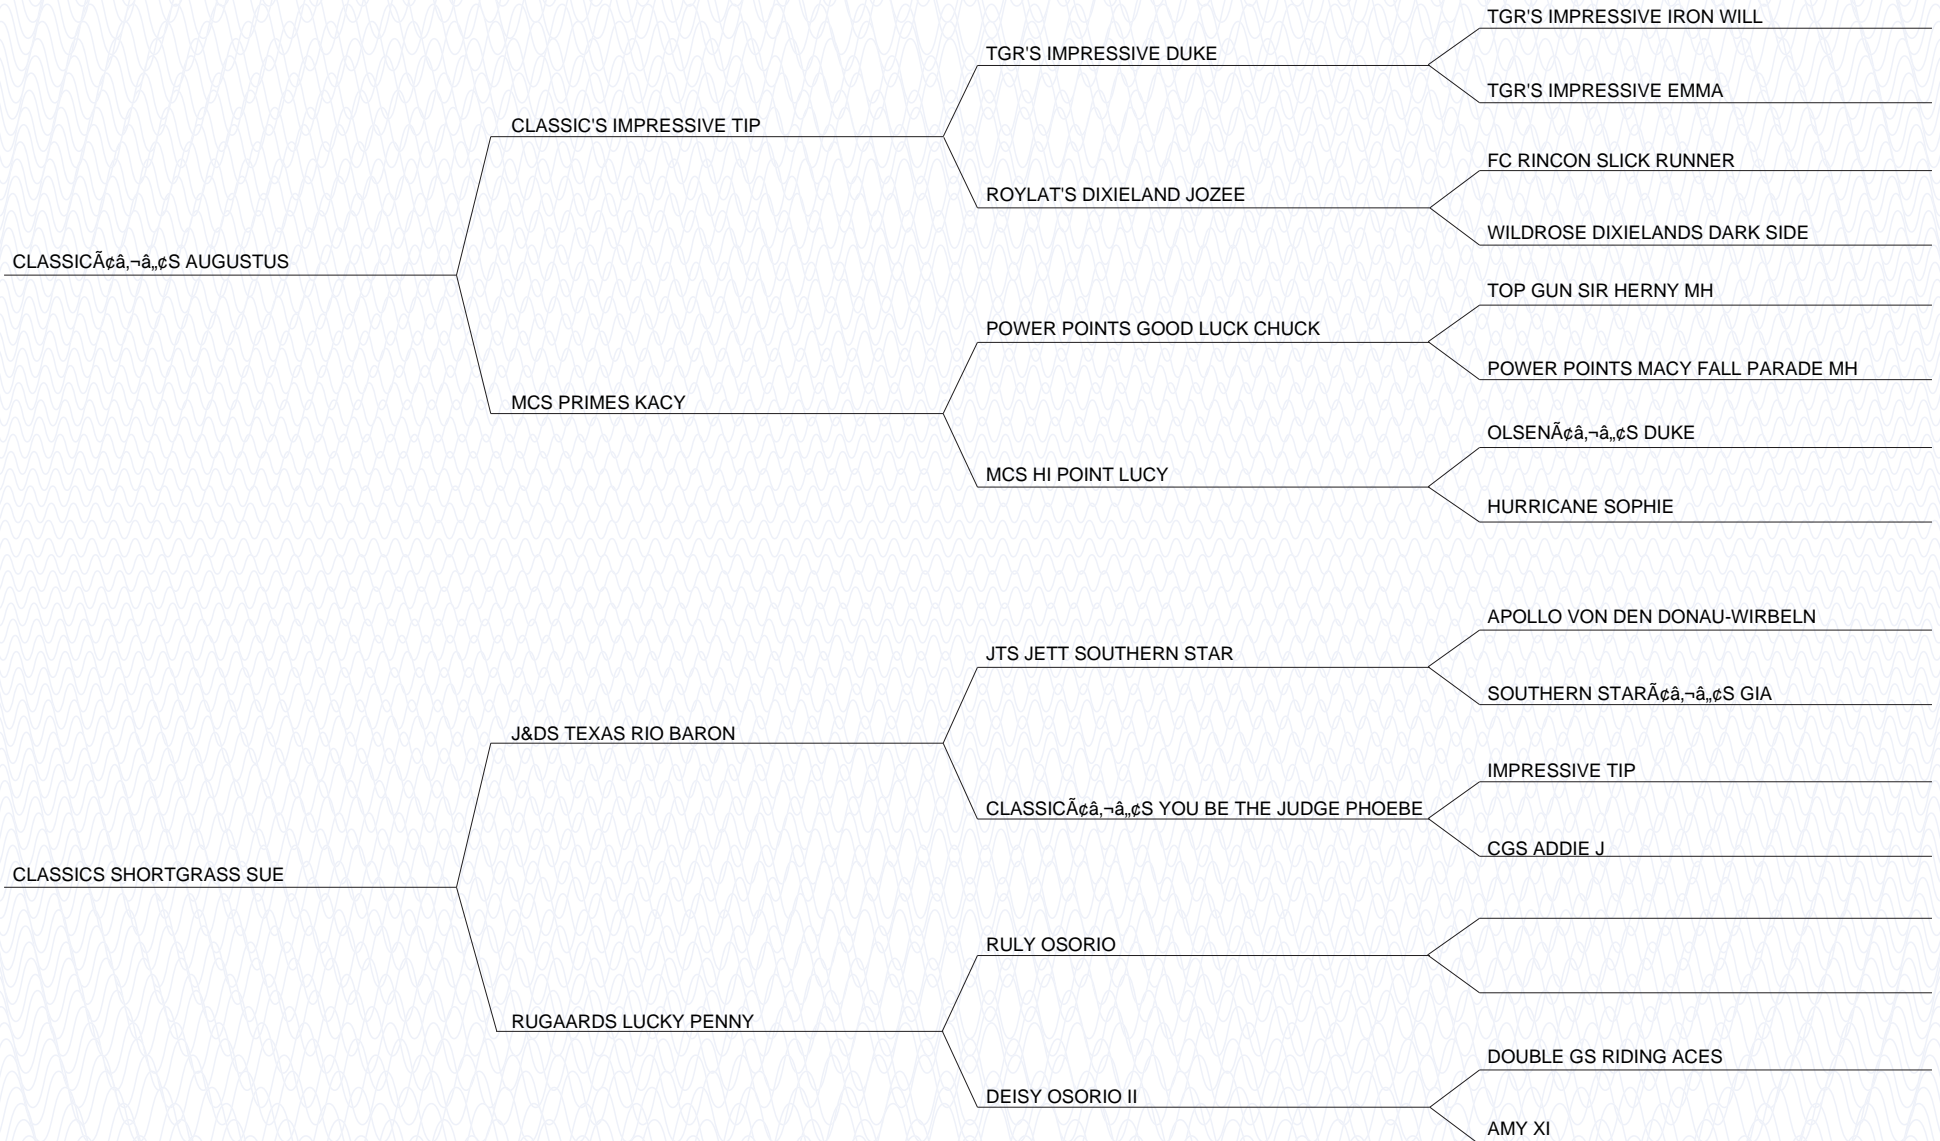 TGR'S IMPRESSIVE IRON WILL
TGR'S IMPRESSIVE DUKE
TGR'S IMPRESSIVE EMMA
CLASSIC'S IMPRESSIVE TIP
FC RINCON SLICK RUNNER
ROYLAT'S DIXIELAND JOZEE
WILDROSE DIXIELANDS DARK SIDE
CLASSICÃ¢â‚¬â„¢S AUGUSTUS
TOP GUN SIR HERNY MH
POWER POINTS GOOD LUCK CHUCK
POWER POINTS MACY FALL PARADE MH
MCS PRIMES KACY
OLSENÃ¢â‚¬â„¢S DUKE
MCS HI POINT LUCY
HURRICANE SOPHIE
APOLLO VON DEN DONAU-WIRBELN
JTS JETT SOUTHERN STAR
SOUTHERN STARÃ¢â‚¬â„¢S GIA
J&DS TEXAS RIO BARON
IMPRESSIVE TIP
CLASSICÃ¢â‚¬â„¢S YOU BE THE JUDGE PHOEBE
CGS ADDIE J
CLASSICS SHORTGRASS SUE
RULY OSORIO
RUGAARDS LUCKY PENNY
DOUBLE GS RIDING ACES
DEISY OSORIO II
AMY XI